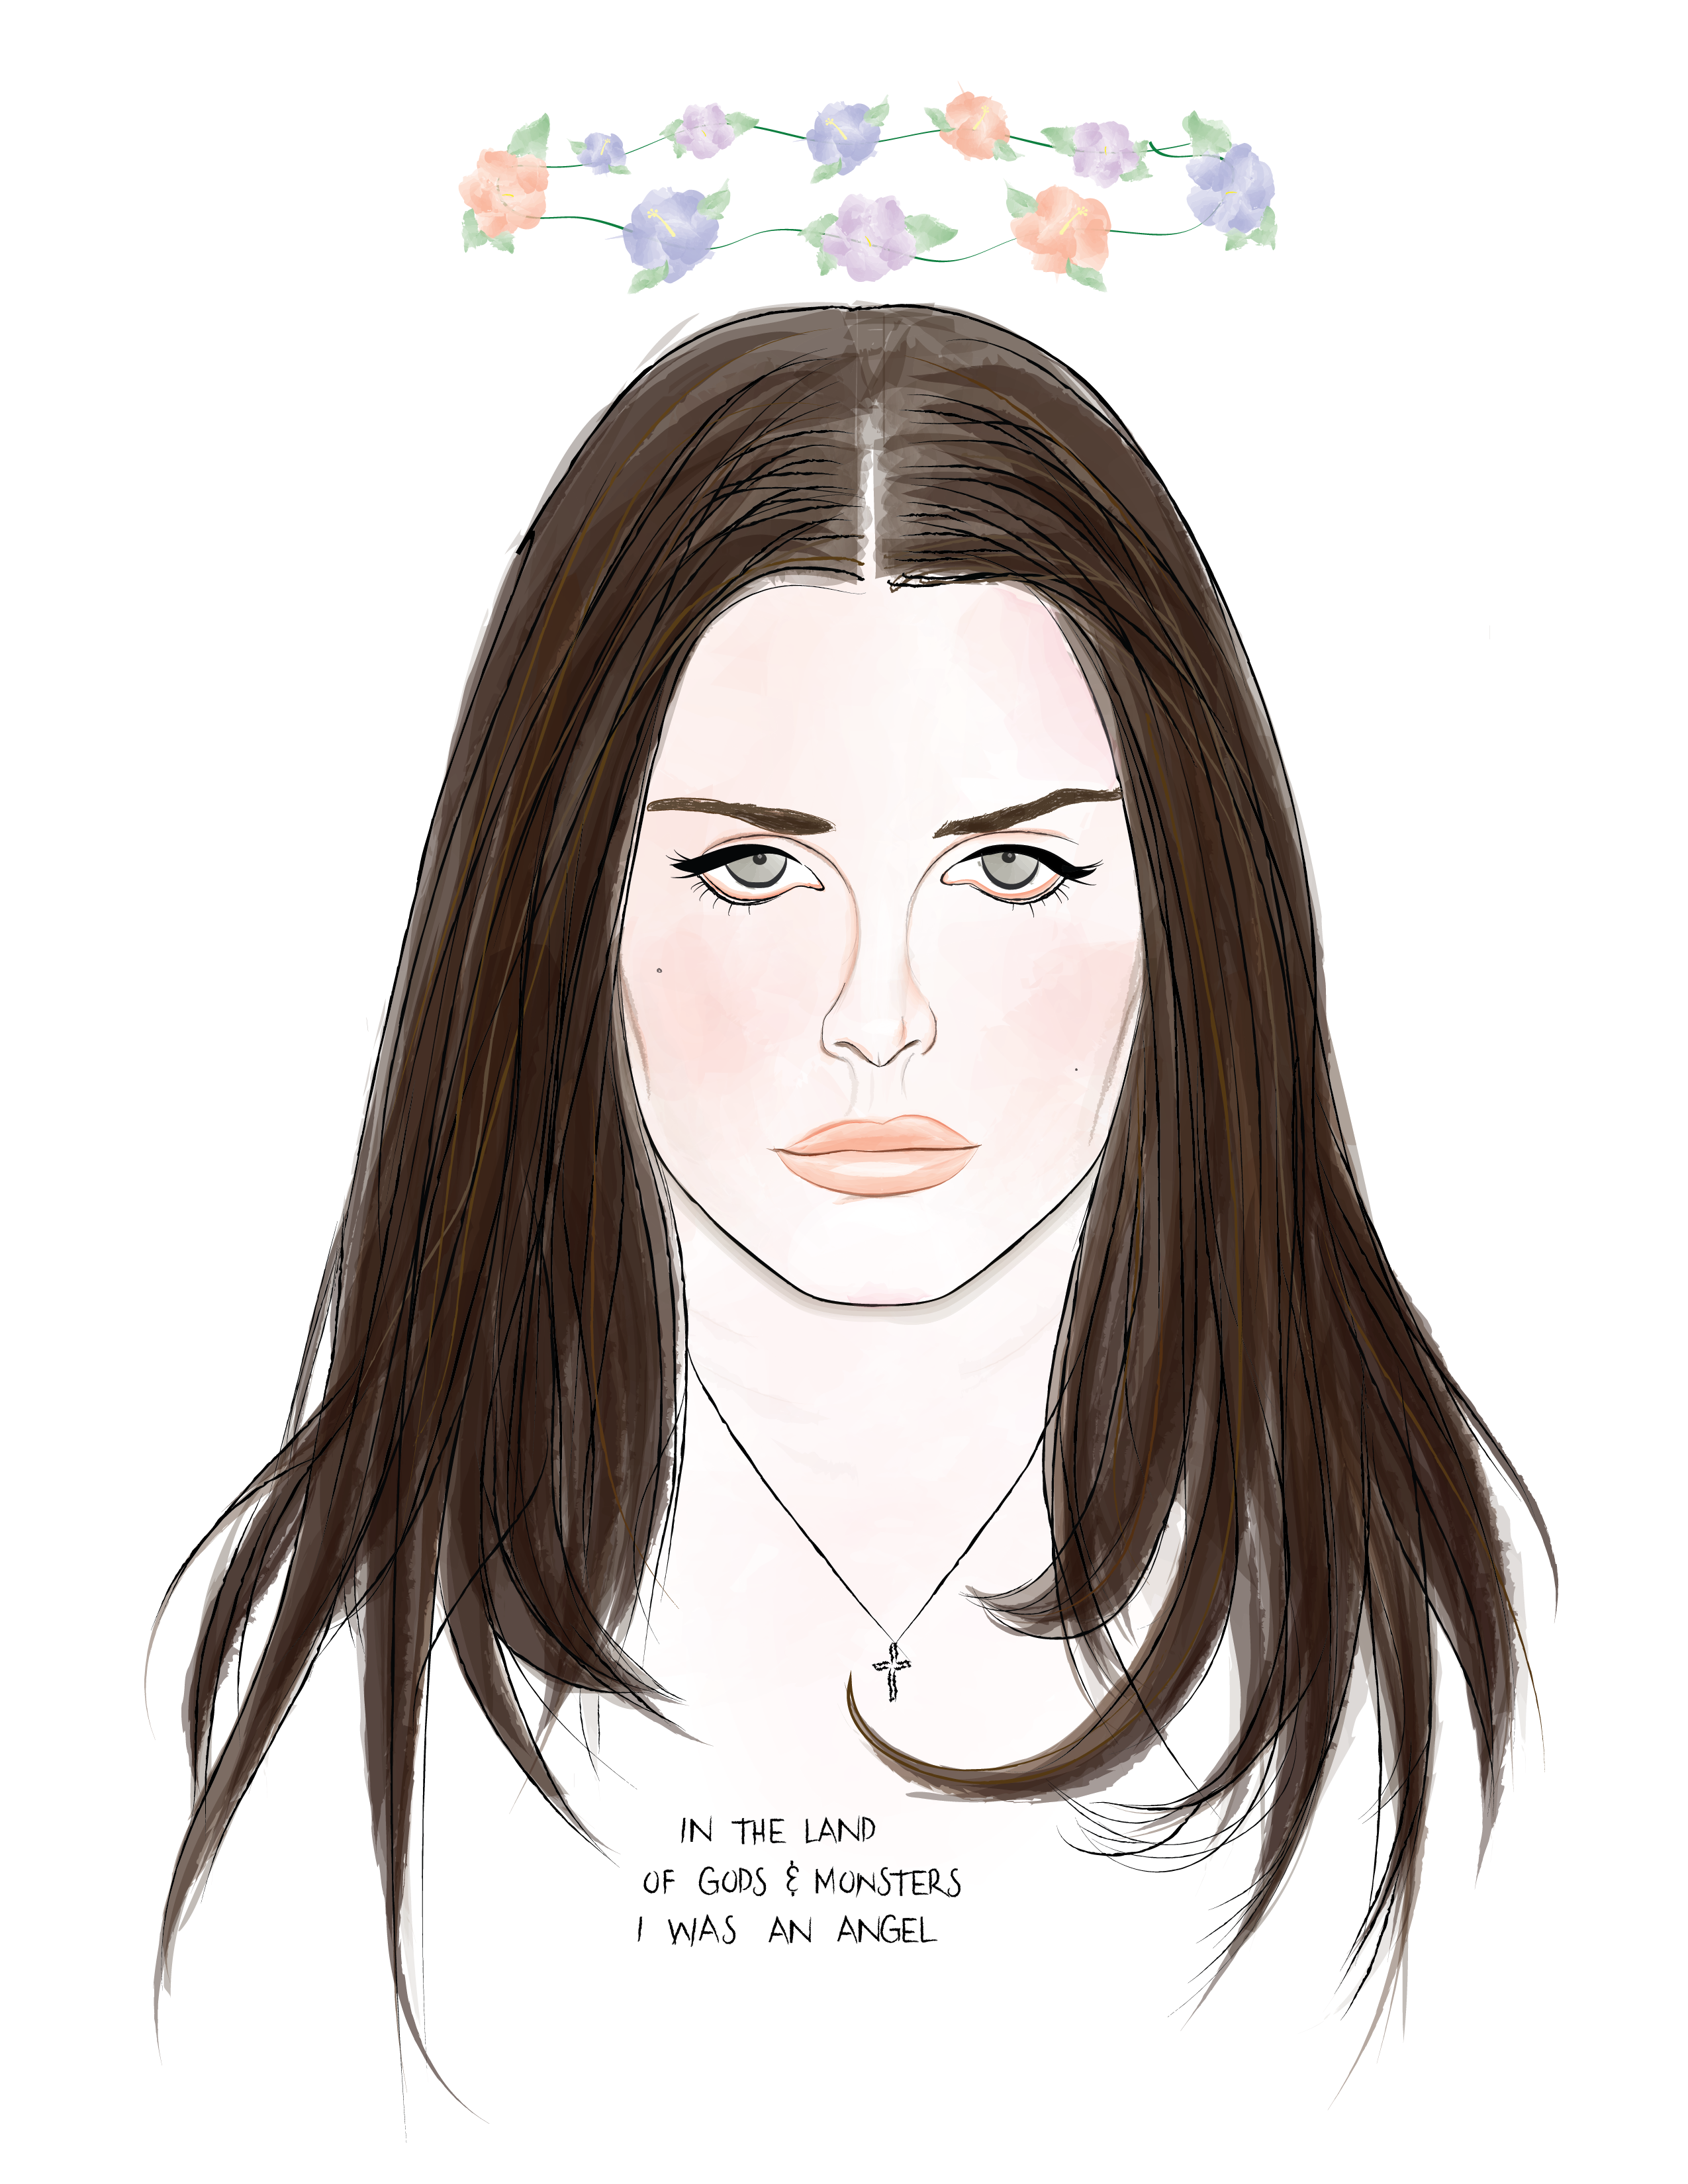 IN THE LAND
OF GODS & MONSTERS
I WAS AN ANGEL